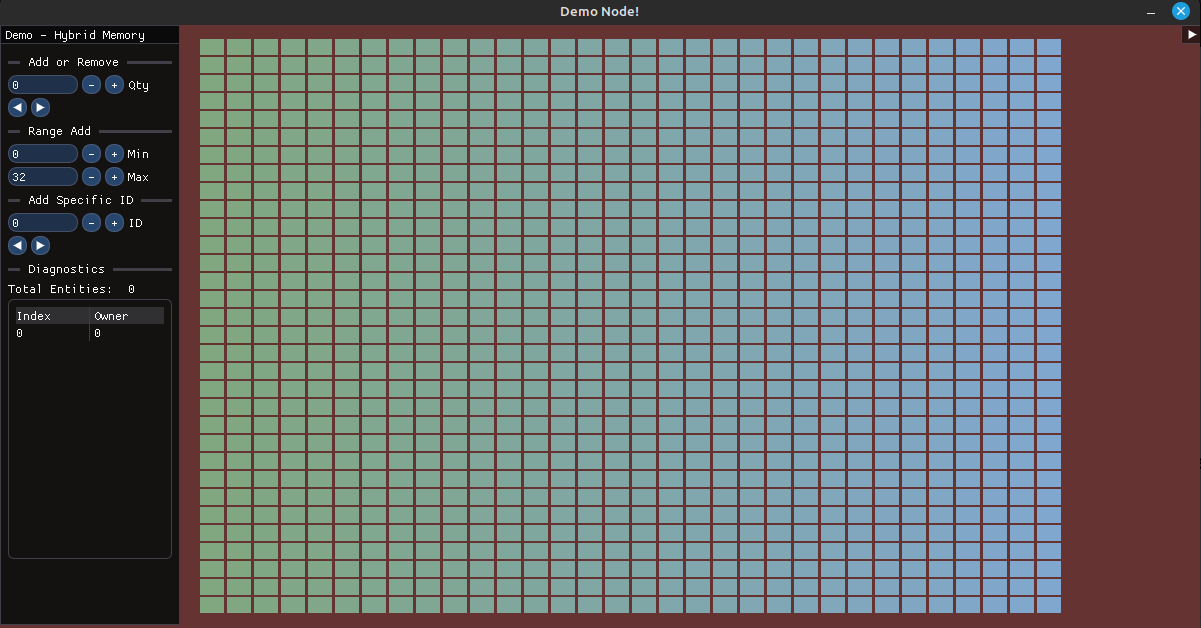 Demo Node!
Demo - Hybrid Memory
Add or Remove
0 - + Qty
Range Add
0 - + Min
32 - + Max
Add Specific ID
0 - + ID
Diagnostics
Total Entities: 0
Index Owner
0 0